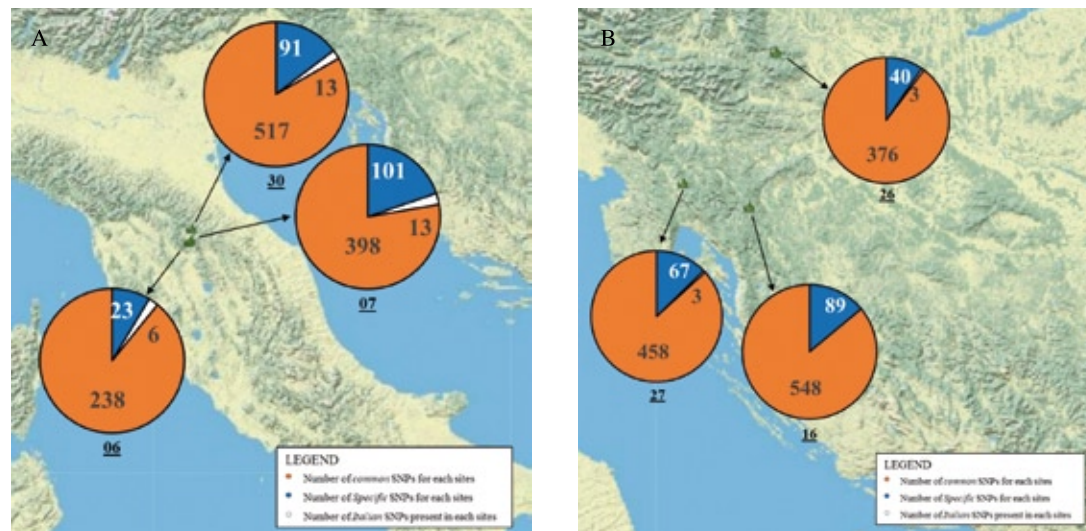 A
91
13
517
30
101
398
13
07
23
6
238
06
LEGEND
Number of common SNPs for each sites
Number of Specific SNPs for each sites
Number of Italian SNPs present in each sites
B
40
3
376
26
67
3
458
27
89
548
16
LEGEND
Number of common SNPs for each sites
Number of Specific SNPs for each sites
Number of Italian SNPs present in each sites